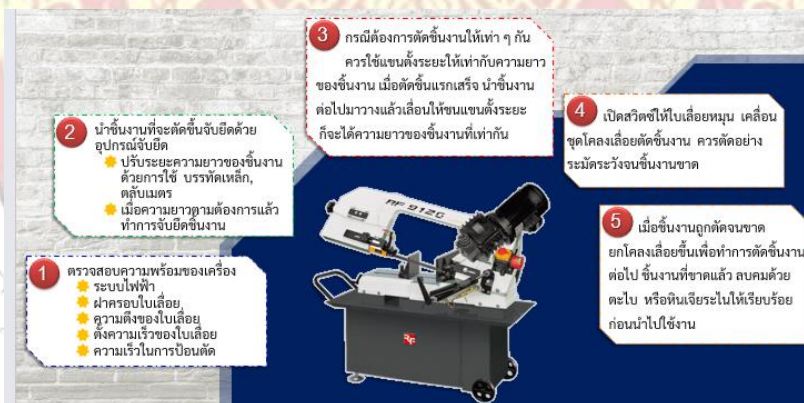 1 ตรวจสอบความพร้อมของเครื่อง
ระบบไฟฟ้า
ฝาครอบใบเลื่อย
ความตึงของใบเลื่อย
ตั้งความเร็วของใบเลื่อย
ความเร็วในการป้อนตัด
2 นำชิ้นงานที่จะตัดขึ้นจับยึดด้วย
อุปกรณ์จับยึด
ปรับระยะความยาวของชิ้นงาน
ด้วยการใช้ บรรทัดเหล็ก,
ตลับเมตร
เมื่อความยาวตามต้องการแล้ว
ทำการจับยึดชิ้นงาน
3 กรณีต้องการตัดชิ้นงานให้เท่า ๆ กัน
ควรใช้แขนตั้งระยะให้เท่ากับความยาว
ของชิ้นงาน เมื่อตัดชิ้นแรกเสร็จ นำชิ้นงาน
ต่อไปมาวางแล้วเลื่อนให้ชนแขนตั้งระยะ
ก็จะได้ความยาวของชิ้นงานที่เท่ากัน
4 เปิดสวิตซ์ให้ใบเลื่อยหมุน เคลื่อน
ชุดโครงเลื่อยตัดชิ้นงาน ควรตัดอย่าง
ระมัดระวังจนชิ้นงานขาด
5 เมื่อชิ้นงานถูกตัดจนขาด
ยกโครงเลื่อยขึ้นเพื่อทำการตัดชิ้นงาน
ต่อไป ชิ้นงานที่ขาดแล้ว ลบคมด้วย
ตะไบ หรือหินเจียระไนให้เรียบร้อย
ก่อนนำไปใช้งาน
RF 912G
RF